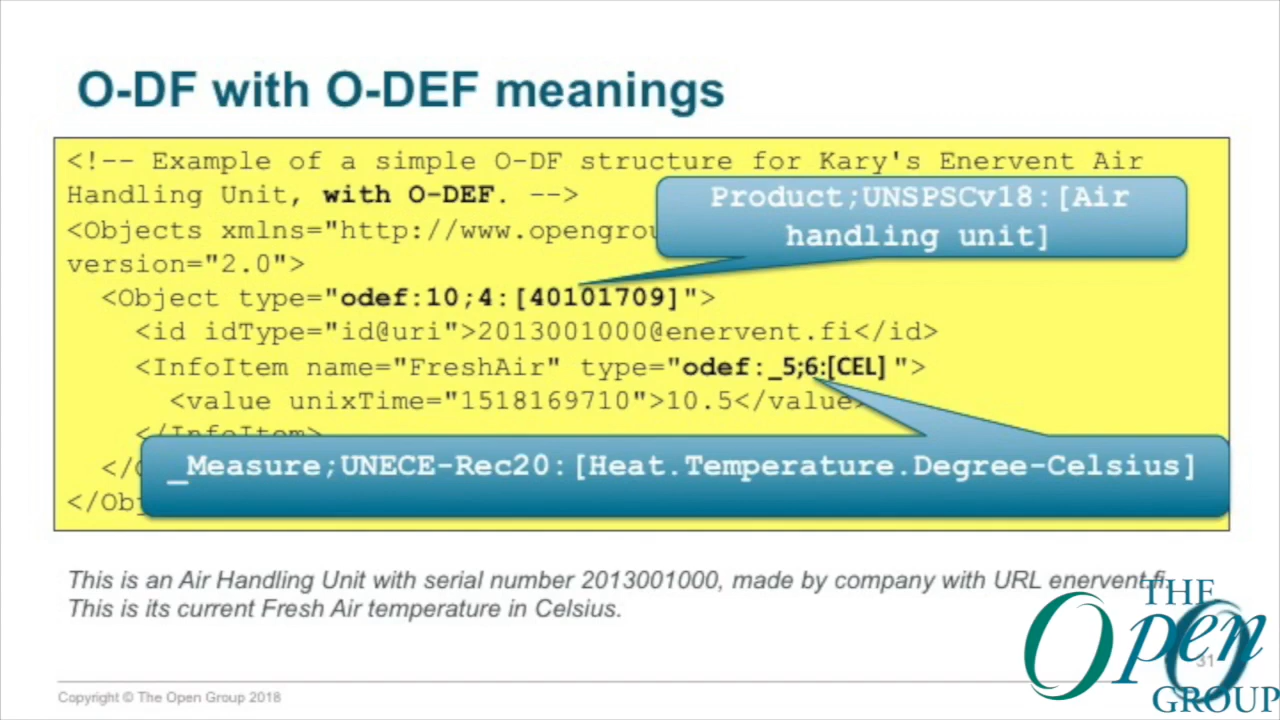 O-DF with O-DEF meanings
<!-- Example of a simple O-DF structure for Kary's Enervent Air
Handling Unit, with O-DEF. -->
Product;UNSPSCv18:[Air
handling unit]
<Objects xmlns="http://www.opengrou
version="2.0">
<Object type="odef:10;4:[40101709]">
<id idType="id@uri">2013001000@enervent.fi</id>
<InfoItem name="FreshAir" type="odef:_5;6:[CEL] ">
<value unixTime="1518169710">10.5</value>
</InfoItem>
_Measure;UNECE-Rec20:[Heat.Temperature.Degree-Celsius]
</Obj
This is an Air Handling Unit with serial number 2013001000, made by company with URL enervent.fi.
This is its current Fresh Air temperature in Celsius.
THE
Open
GROUP
31
Copyright © The Open Group 2018